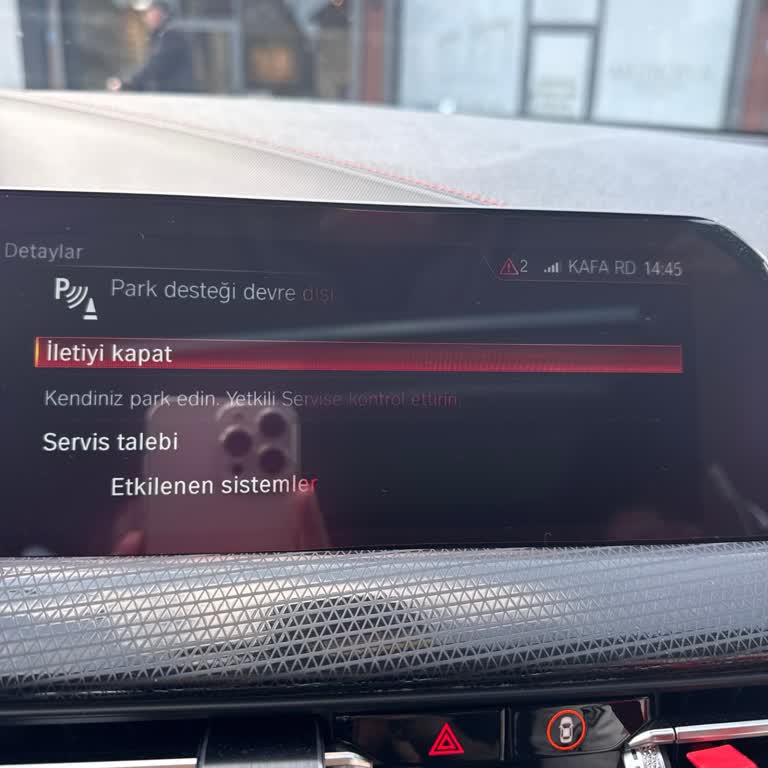 Detaylar
2 KAFA RD 14:45
Park desteği devre dışı
İletiyi kapat
Kendiniz park edin. Yetkili Servise kontrol ettirin.
Servis talebi
Etkilenen sistemler